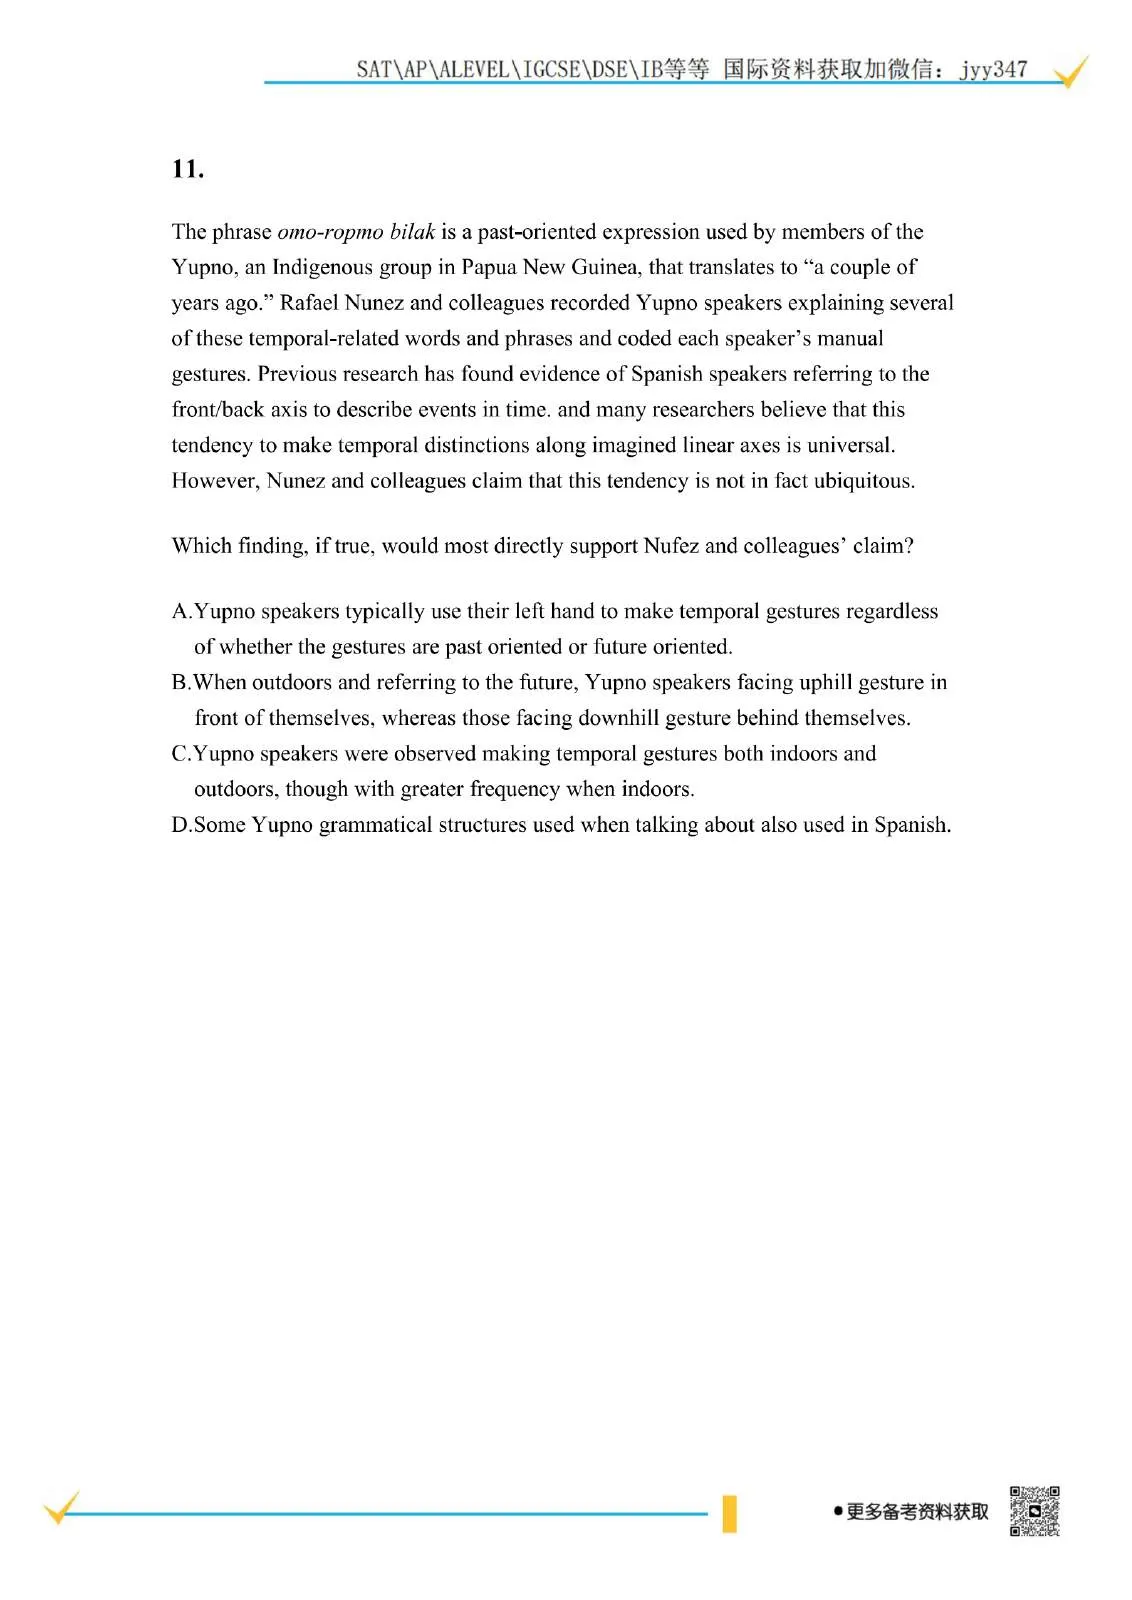 SAT\AP\ALEVEL\IGCSE\DSE\IB等等 国际资料获取加微信：jyy347
11.
The phrase omo-ropmo bilak is a past-oriented expression used by members of the
Yupno, an Indigenous group in Papua New Guinea, that translates to “a couple of
years ago.” Rafael Nunez and colleagues recorded Yupno speakers explaining several
of these temporal-related words and phrases and coded each speaker’s manual
gestures. Previous research has found evidence of Spanish speakers referring to the
front/back axis to describe events in time. and many researchers believe that this
tendency to make temporal distinctions along imagined linear axes is universal.
However, Nunez and colleagues claim that this tendency is not in fact ubiquitous.
Which finding, if true, would most directly support Nufez and colleagues’ claim?
A.Yupno speakers typically use their left hand to make temporal gestures regardless
of whether the gestures are past oriented or future oriented.
B.When outdoors and referring to the future, Yupno speakers facing uphill gesture in
front of themselves, whereas those facing downhill gesture behind themselves.
C.Yupno speakers were observed making temporal gestures both indoors and
outdoors, though with greater frequency when indoors.
D.Some Yupno grammatical structures used when talking about also used in Spanish.
•更多备考资料获取